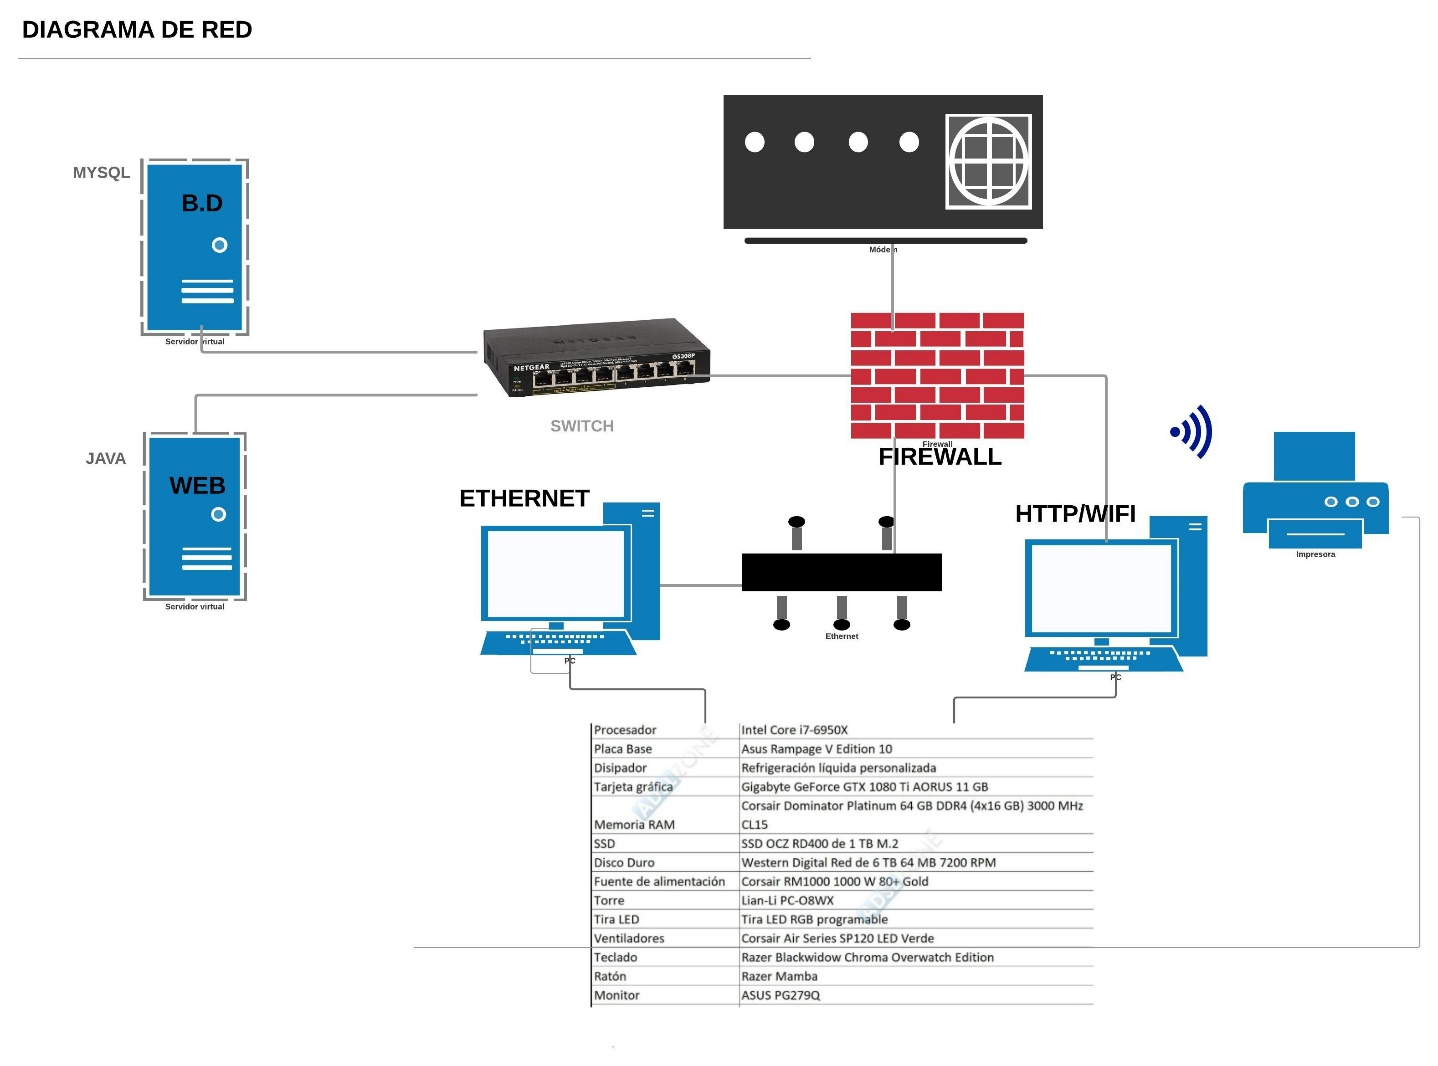 DIAGRAMA DE RED
MYSQL
B.D
Servidor virtual
Módem
NETGEAR
NETGEAR
GS308P
SWITCH
Firewall
FIREWALL
JAVA
WEB
Servidor virtual
ETHERNET
PC
Ethernet
HTTP/WIFI
PC
Impresora
Procesador Intel Core i7-6950X
Placa Base Asus Rampage V Edition 10
Disipador Refrigeración líquida personalizada
Tarjeta gráfica Gigabyte GeForce GTX 1080 Ti AORUS 11 GB
Corsair Dominator Platinum 64 GB DDR4 (4x16 GB) 3000 MHz
Memoria RAM CL15
SSD SSD OCZ RD400 de 1 TB M.2
Disco Duro Western Digital Red de 6 TB 64 MB 7200 RPM
Fuente de alimentación Corsair RM1000 1000 W 80+ Gold
Torre Lian-Li PC-O8WX
Tira LED Tira LED RGB programable
Ventiladores Corsair Air Series SP120 LED Verde
Teclado Razer Blackwidow Chroma Overwatch Edition
Ratón Razer Mamba
Monitor ASUS PG279Q
ADSLZONE
ADSLZONE